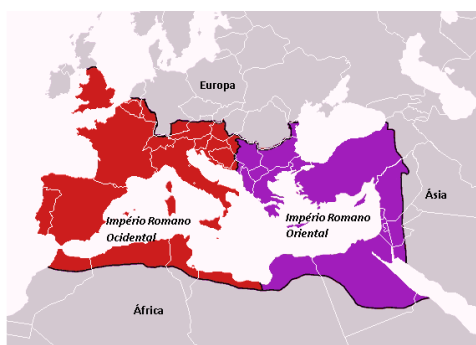 Europa
Ásia
Império Romano
Ocidental
Império Romano
Oriental
África